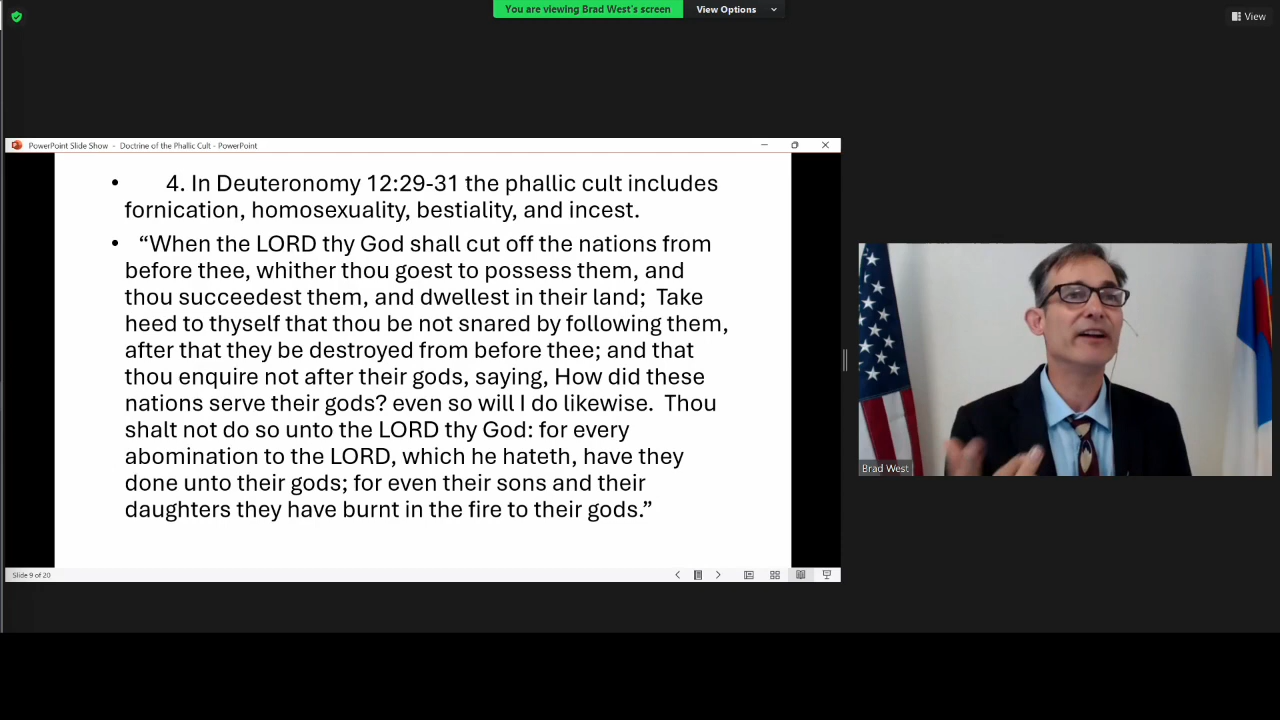 You are viewing Brad West's screen
View Options
View
PowerPoint Slide Show - Doctrine of the Phallic Cult - PowerPoint
• 4. In Deuteronomy 12:29-31 the phallic cult includes
fornication, homosexuality, bestiality, and incest.
• “When the LORD thy God shall cut off the nations from
before thee, whither thou goest to possess them, and
thou succeedest them, and dwellest in their land; Take
heed to thyself that thou be not snared by following them,
after that they be destroyed from before thee; and that
thou enquire not after their gods, saying, How did these
nations serve their gods? even so will I do likewise. Thou
shalt not do so unto the LORD thy God: for every
abomination to the LORD, which he hateth, have they
done unto their gods; for even their sons and their
daughters they have burnt in the fire to their gods.”
Brad West
Slide 9 of 20